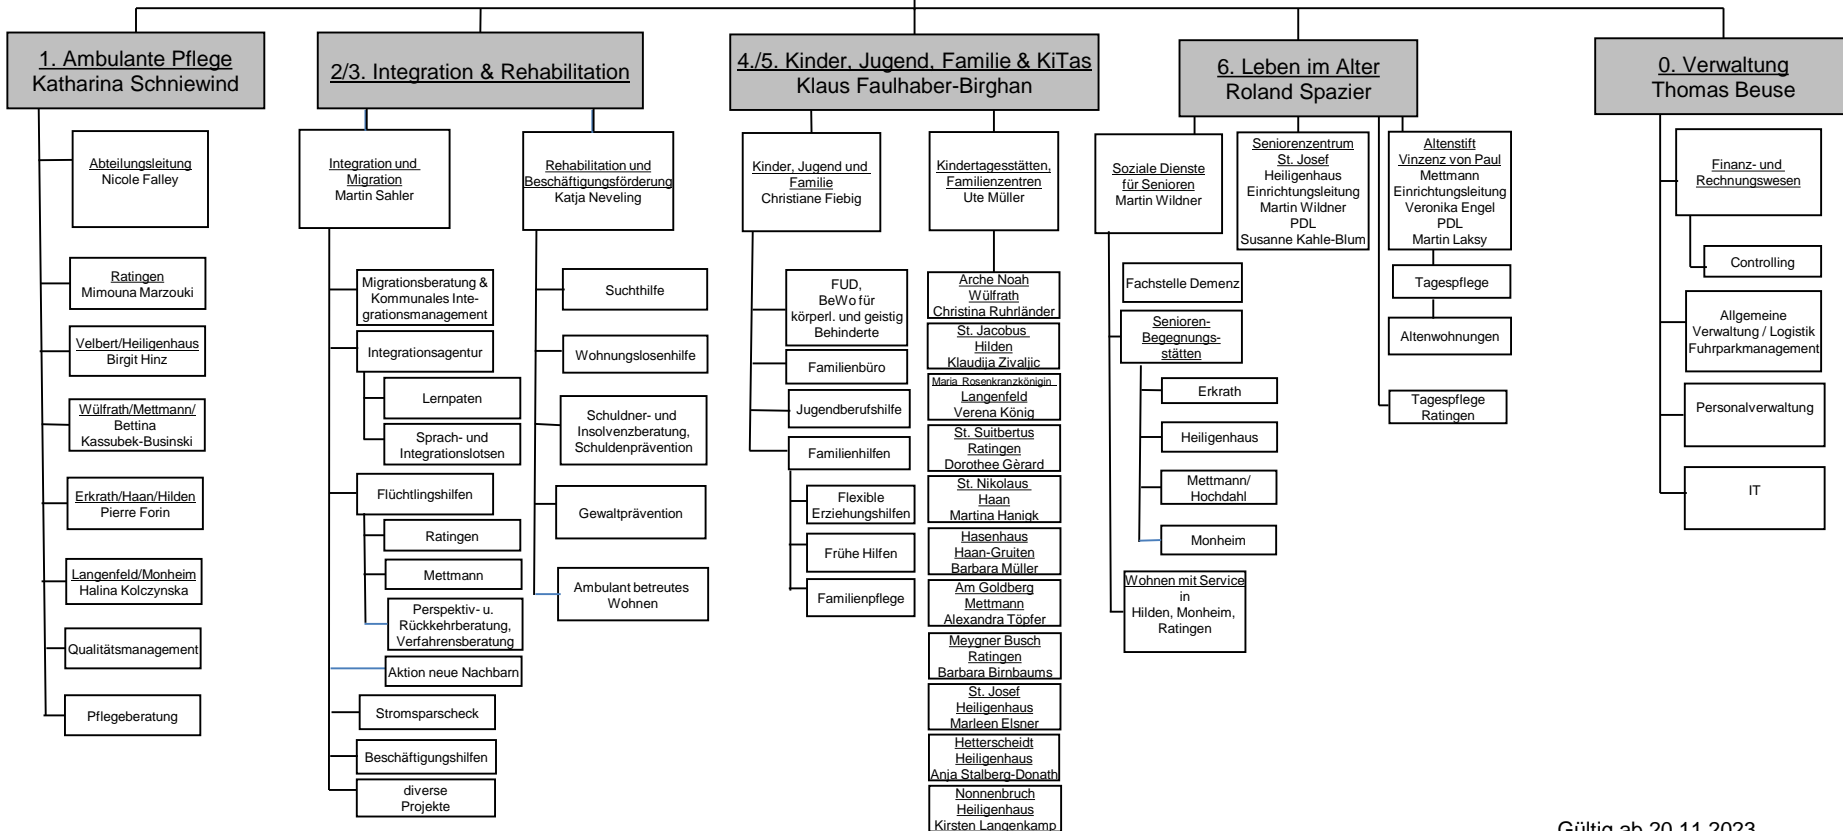 1. Ambulante Pflege
Katharina Schniewind
Abteilungsleitung
Nicole Falley
Ratingen
Mimouna Marzouki
Velbert/Heiligenhaus
Birgit Hinz
Wülfrath/Mettmann/
Bettina
Kassubek-Businski
Erkrath/Haan/Hilden
Pierre Forin
Langenfeld/Monheim
Halina Kolczynska
Qualitätsmanagement
Pflegeberatung
2/3. Integration & Rehabilitation
Integration und
Migration
Martin Sahler
Migrationsberatung &
Kommunales Inte-
grationsmanagement
Integrationsagentur
Lernpaten
Sprach- und
Integrationslotsen
Flüchtlingshilfen
Ratingen
Mettmann
Perspektiv- u.
Rückkehrberatung,
Verfahrensberatung
Aktion neue Nachbarn
Stromsparscheck
Beschäftigungshilfen
diverse
Projekte
Rehabilitation und
Beschäftigungsförderung
Katja Neveling
Suchthilfe
Wohnungslosenhilfe
Schuldner- und
Insolvenzberatung,
Schuldenprävention
Gewaltprävention
Ambulant betreutes
Wohnen
4./5. Kinder, Jugend, Familie & KiTas
Klaus Faulhaber-Birghan
Kinder, Jugend und
Familie
Christiane Fiebig
FUD,
BeWo für
körperl. und geistig
Behinderte
Familienbüro
Jugendberufshilfe
Familienhilfen
Flexible
Erziehungshilfen
Frühe Hilfen
Familienpflege
Kindertagesstätten,
Familienzentren
Ute Müller
Arche Noah
Wülfrath
Christina Ruhrländer
St. Jacobus
Hilden
Klaudija Zivaljic
Maria Rosenkranzkönigin
Langenfeld
Verena König
St. Suitbertus
Ratingen
Dorothee Gèrard
St. Nikolaus
Haan
Martina Hanigk
Hasenhaus
Haan-Gruiten
Barbara Müller
Am Goldberg
Mettmann
Alexandra Töpfer
Meygner Busch
Ratingen
Barbara Birnbaums
St. Josef
Heiligenhaus
Marleen Elsner
Hetterscheidt
Heiligenhaus
Anja Stalberg-Donath
Nonnenbruch
Heiligenhaus
Kirsten Langenkamp
6. Leben im Alter
Roland Spazier
Soziale Dienste
für Senioren
Martin Wildner
Fachstelle Demenz
Senioren-
Begegnungs-
stätten
Erkrath
Heiligenhaus
Mettmann/
Hochdahl
Monheim
Wohnen mit Service
in
Hilden, Monheim,
Ratingen
Seniorenzentrum
St. Josef
Heiligenhaus
Einrichtungsleitung
Martin Wildner
PDL
Susanne Kahle-Blum
Altenstift
Vinzenz von Paul
Mettmann
Einrichtungsleitung
Veronika Engel
PDL
Martin Laksy
Tagespflege
Altenwohnungen
Tagespflege
Ratingen
0. Verwaltung
Thomas Beuse
Finanz- und
Rechnungswesen
Controlling
Allgemeine
Verwaltung / Logistik
Fuhrparkmanagement
Personalverwaltung
IT
Gültig ab 20.11.2023